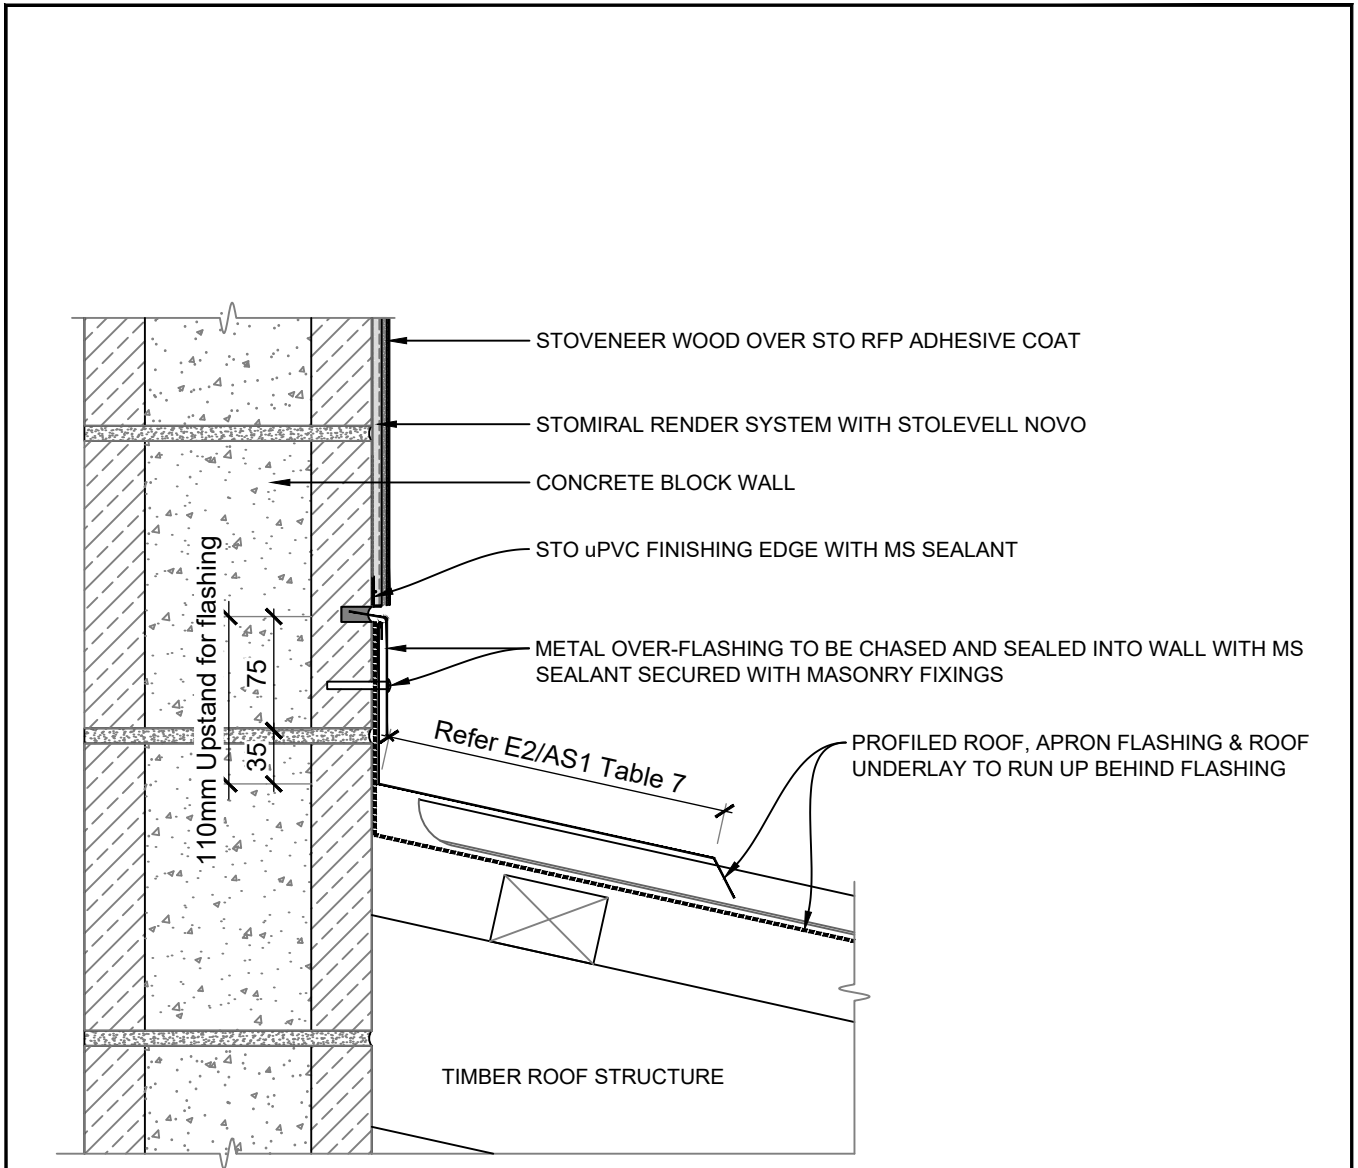 STOVENEER WOOD OVER STO RFP ADHESIVE COAT
STOMIRAL RENDER SYSTEM WITH STOLEVELL NOVO
CONCRETE BLOCK WALL
STO uPVC FINISHING EDGE WITH MS SEALANT
METAL OVER-FLASHING TO BE CHASED AND SEALED INTO WALL WITH MS
SEALANT SECURED WITH MASONRY FIXINGS
110mm Upstand for flashing
75
35
Refer E2/AS1 Table 7
PROFILED ROOF, APRON FLASHING & ROOF
UNDERLAY TO RUN UP BEHIND FLASHING
TIMBER ROOF STRUCTURE